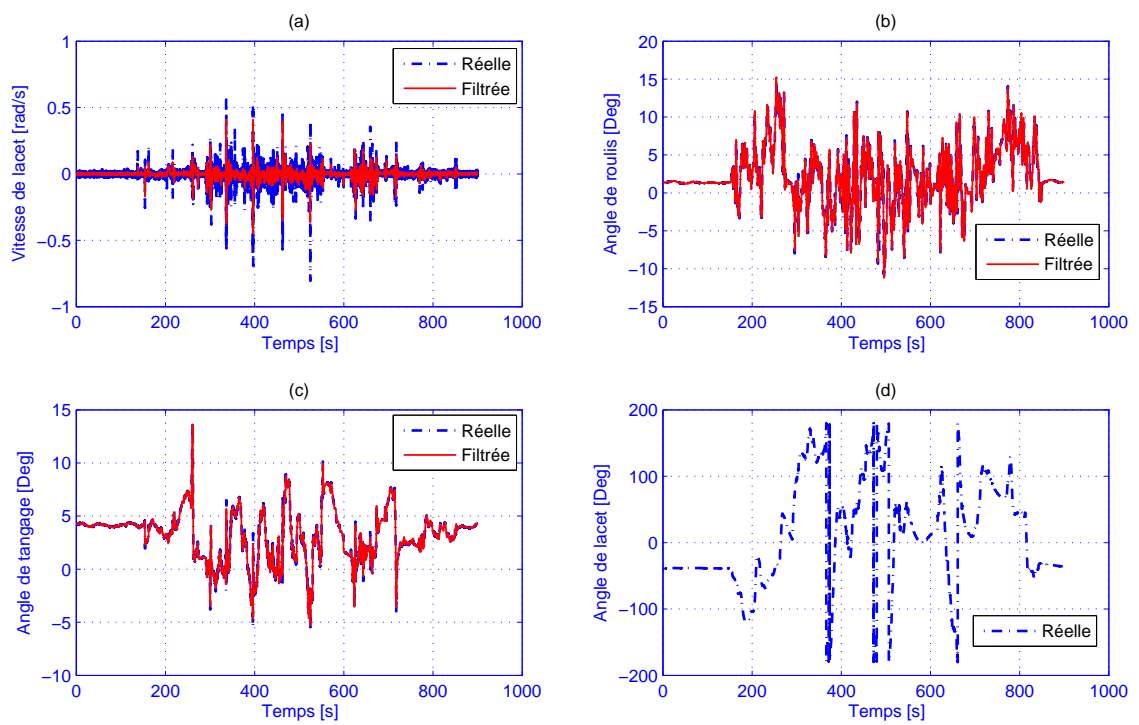 (a)
1
0.5
0
−0.5
−1
0
200
400
600
800
1000
Vitesse de lacet [rad/s]
Temps [s]
Réelle
Filtrée
(b)
20
15
10
5
0
−5
−10
−15
0
200
400
600
800
1000
Angle de roulis [Deg]
Temps [s]
Réelle
Filtrée
(c)
15
10
5
0
−5
−10
0
200
400
600
800
1000
Angle de tangage [Deg]
Temps [s]
Réelle
Filtrée
(d)
200
100
0
−100
−200
0
200
400
600
800
1000
Angle de lacet [Deg]
Temps [s]
Réelle